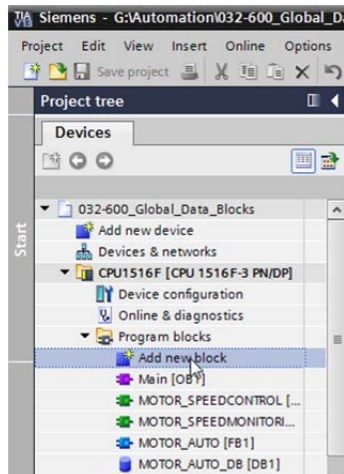 TIA
V13
Siemens - G:\Automation\032-600_Global_Da
Project Edit View Insert Online Options
Save project
Project tree
Devices
Start
032-600_Global_Data_Blocks
Add new device
Devices & networks
CPU1516F [CPU 1516F-3 PN/DP]
Device configuration
Online & diagnostics
Program blocks
Add new block
Main [OB1]
MOTOR_SPEEDCONTROL [...
MOTOR_SPEEDMONITORI...
MOTOR_AUTO [FB1]
MOTOR_AUTO_DB [DB1]